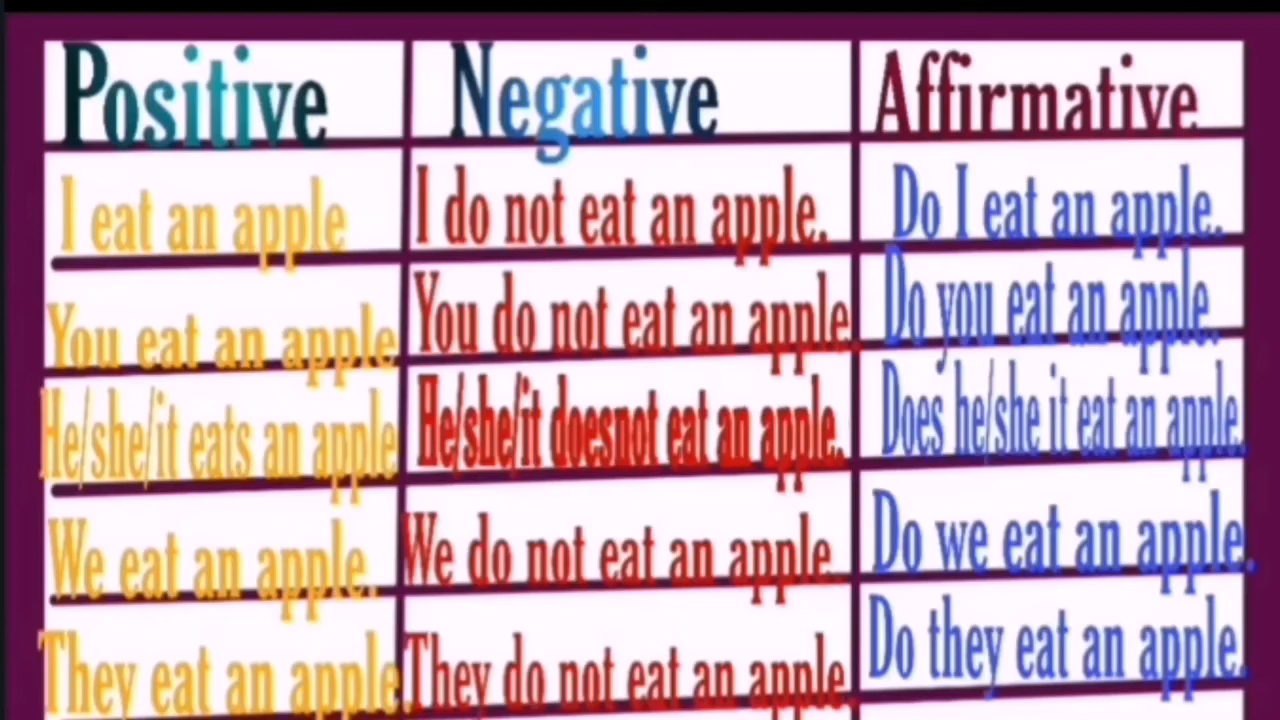 Positive Negative Affirmative
I eat an apple I do not eat an apple. Do I eat an apple.
You eat an apple You do not eat an apple. Do you eat an apple.
He/she/it eats an apple He/she/it doesnot eat an apple. Does he/she it eat an apple.
We eat an apple. We do not eat an apple. Do we eat an apple.
They eat an apple. They do not eat an apple. Do they eat an apple.